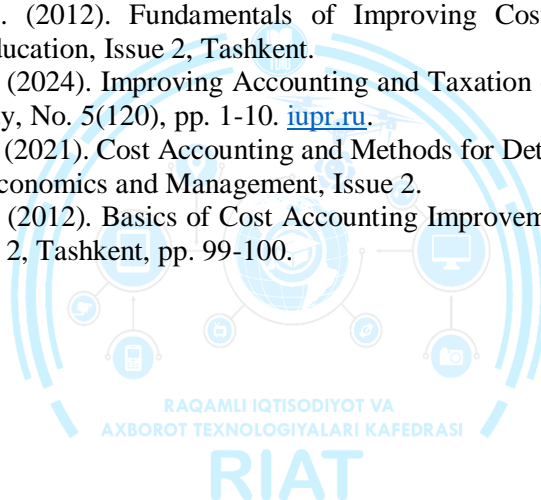 . (2012). Fundamentals of Improving Cos
ducation, Issue 2, Tashkent.
(2024). Improving Accounting and Taxation
y, No. 5(120), pp. 1-10. iupr.ru.
(2021). Cost Accounting and Methods for Det
conomics and Management, Issue 2.
(2012). Basics of Cost Accounting Improvem
2, Tashkent, pp. 99-100.
RAQAMLI IQTISODIYOT VA
AXBOROT TEXNOLOGIYALARI KAFEDRASI
RIAT